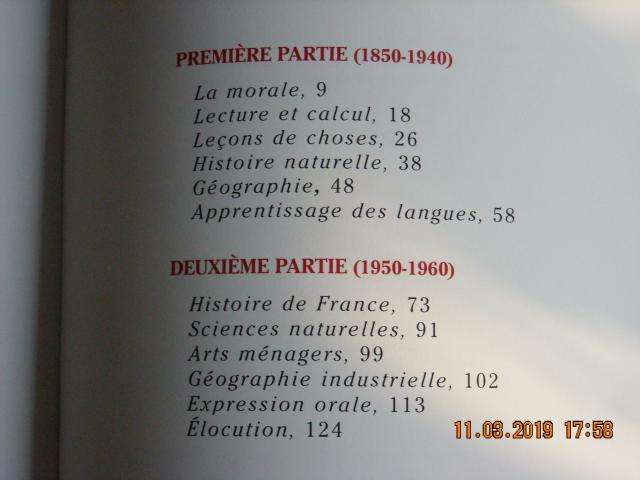 PREMIÈRE PARTIE (1850-1940)
La morale, 9
Lecture et calcul, 18
Leçons de choses, 26
Histoire naturelle, 38
Géographie, 48
Apprentissage des langues, 58
DEUXIÈME PARTIE (1950-1960)
Histoire de France, 73
Sciences naturelles, 91
Arts ménagers, 99
Géographie industrielle, 102
Expression orale, 113
Élocution, 124
11.03.2019 17:58